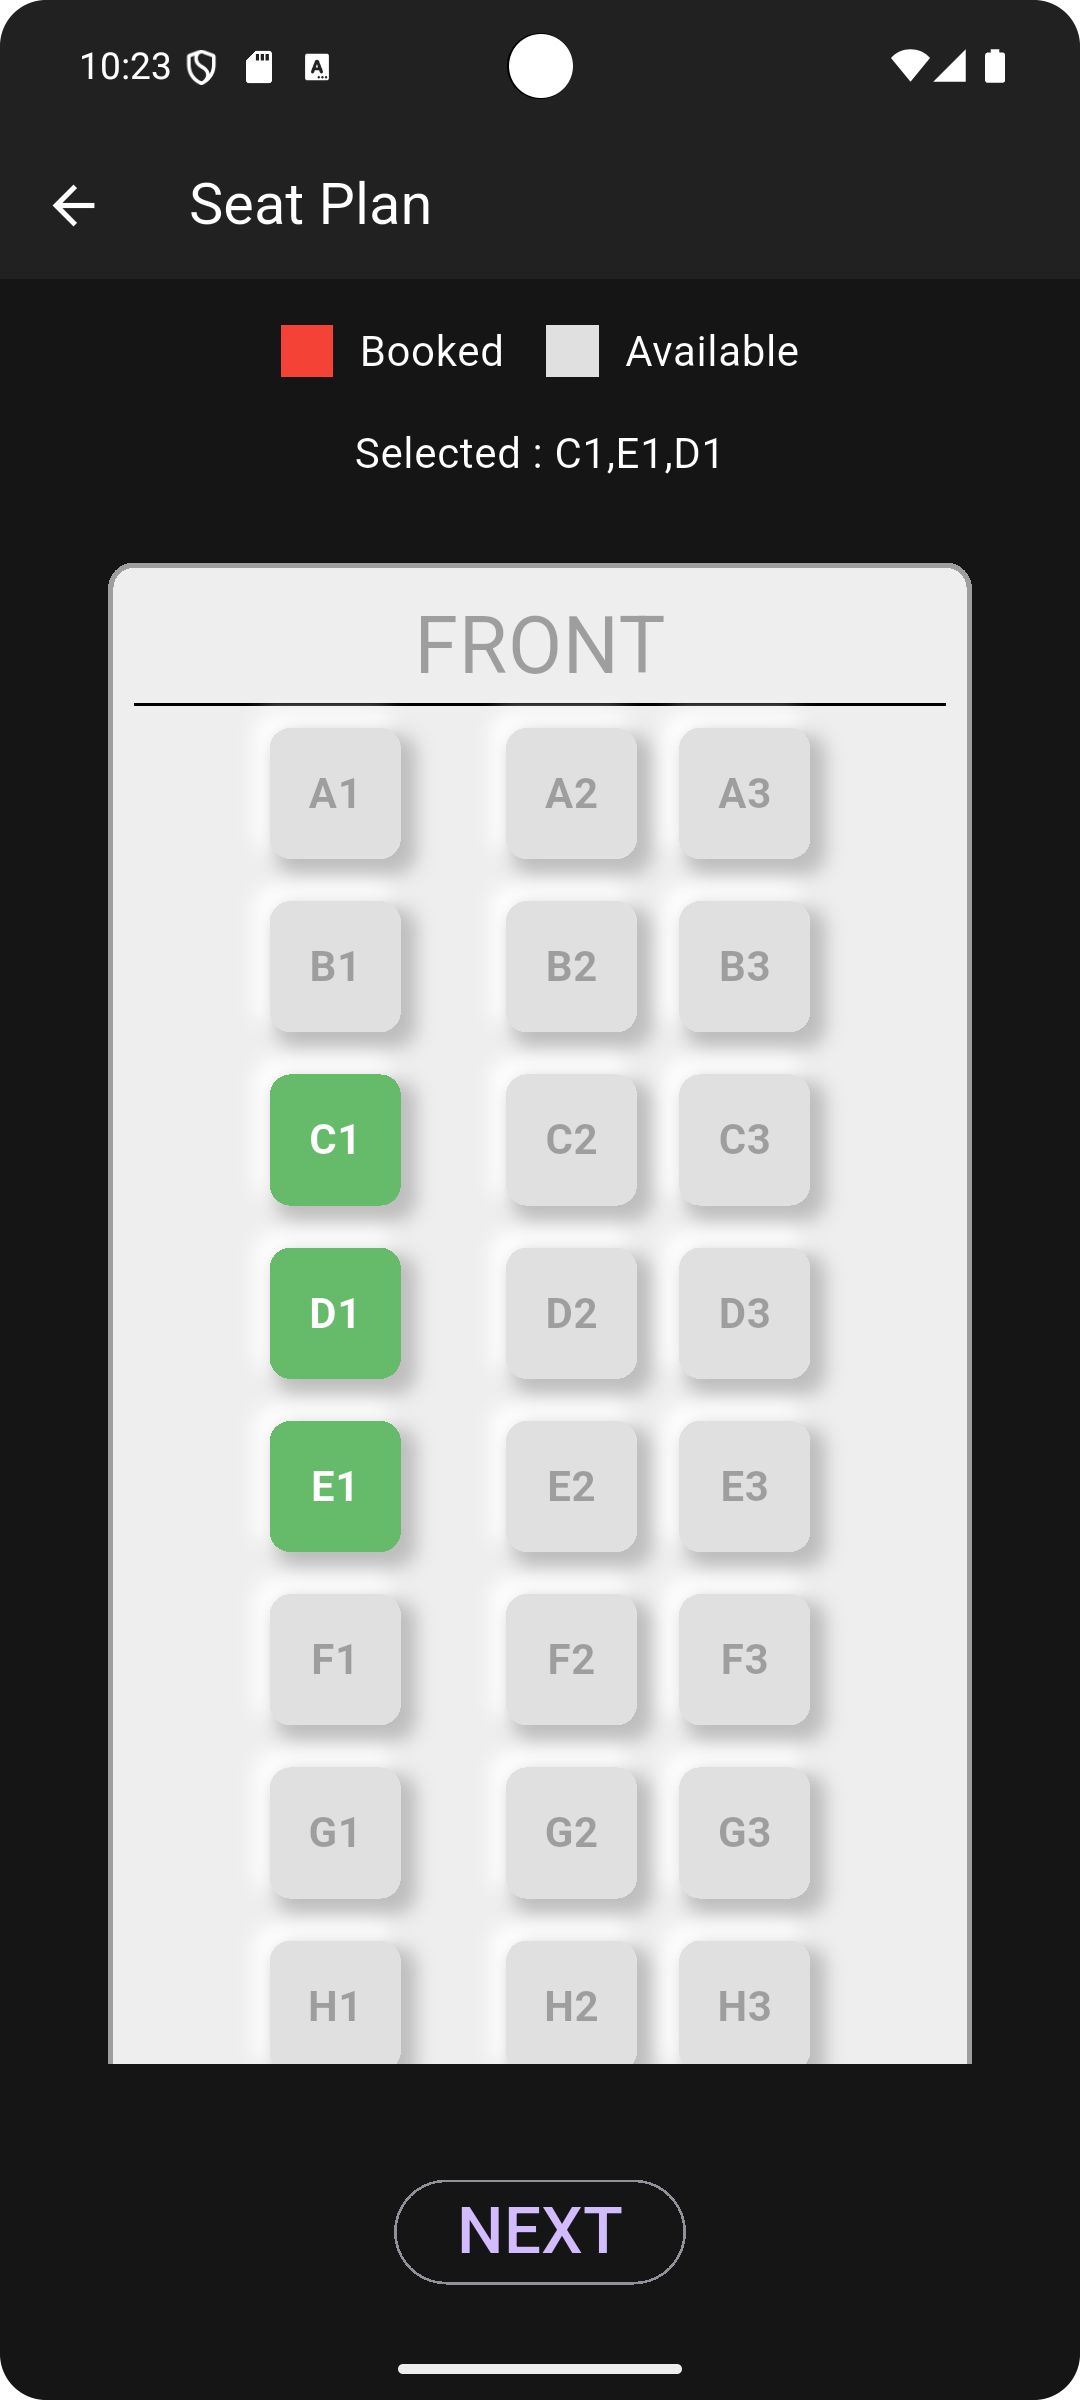 10:23
Seat Plan
Booked Available
Selected : C1,E1,D1
FRONT
A1 A2 A3
B1 B2 B3
C1 C2 C3
D1 D2 D3
E1 E2 E3
F1 F2 F3
G1 G2 G3
H1 H2 H3
NEXT